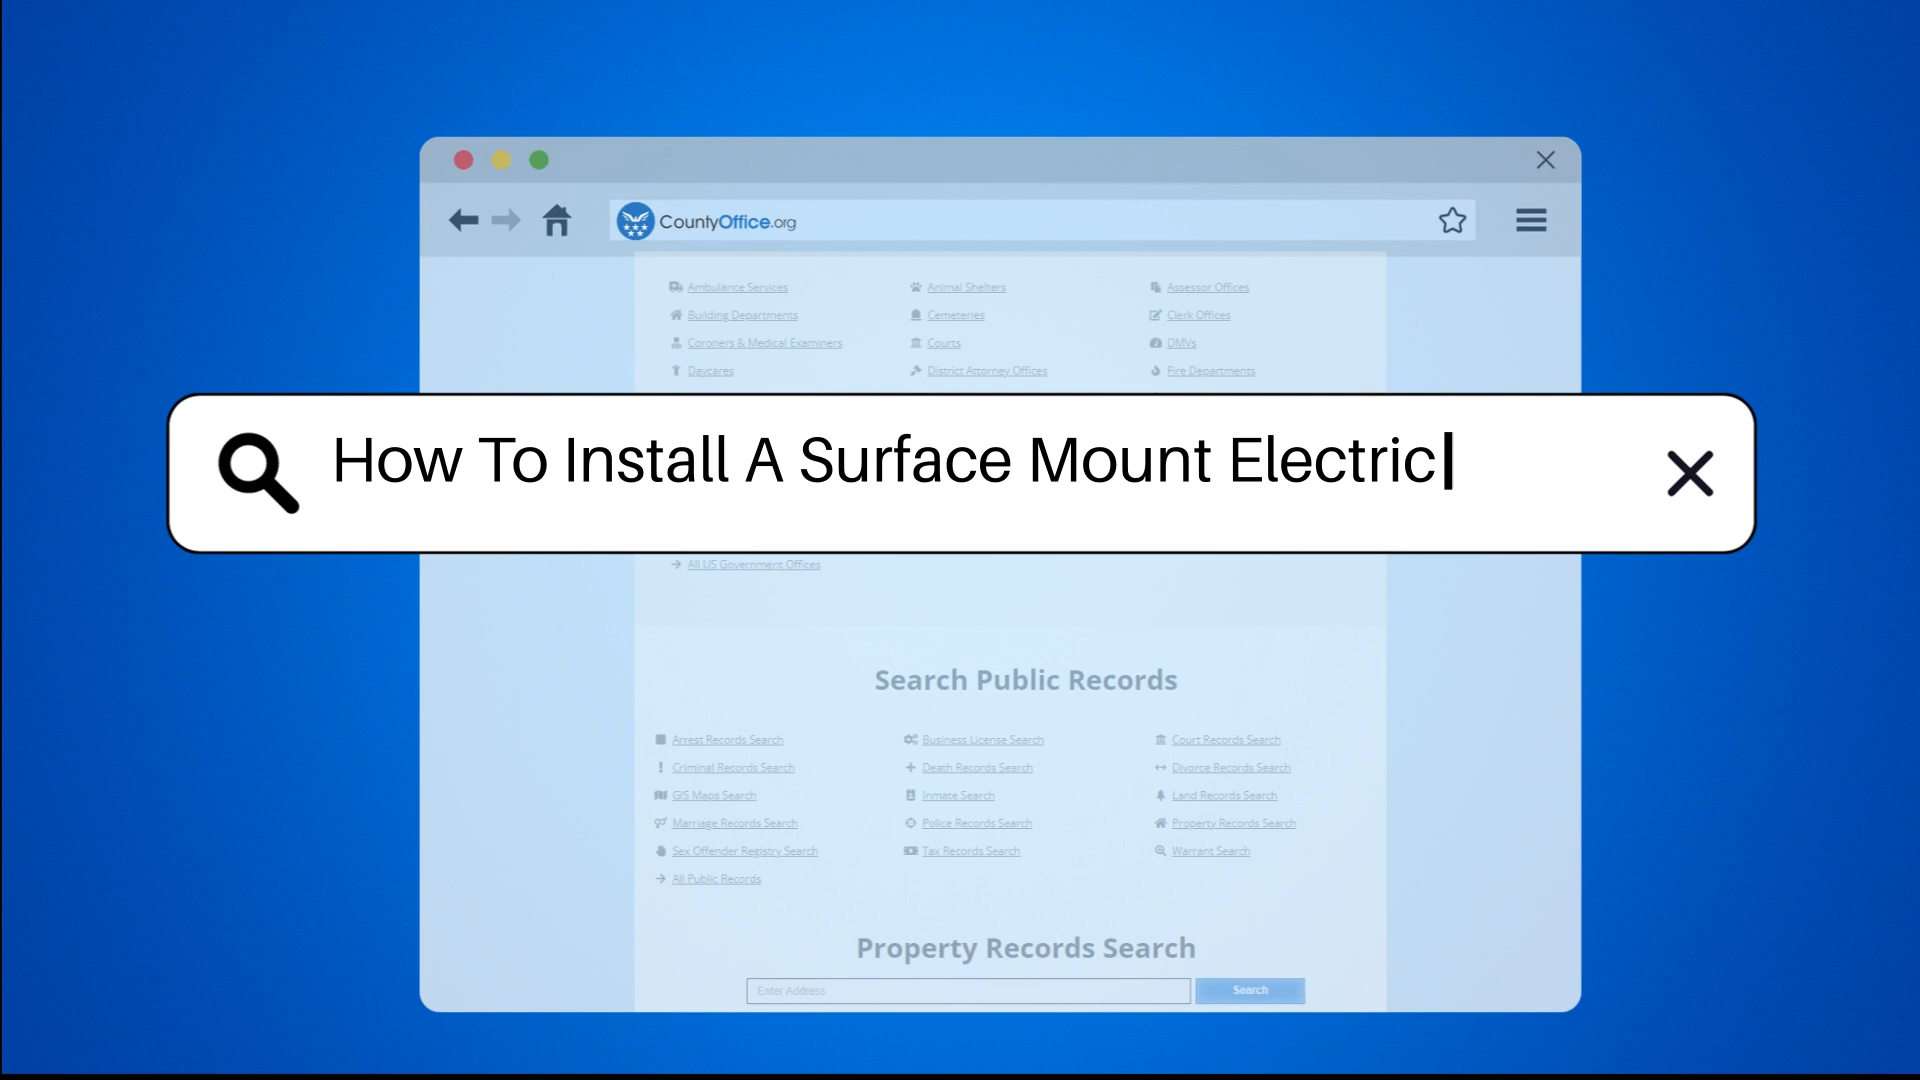 CountyOffice.org
Ambulance Services Animal Shelters Assessor Offices
Building Departments Cemeteries Clerk Offices
Coroners & Medical Examiners Courts DMVs
Daycares District Attorney Offices Fire Departments
How To Install A Surface Mount Electric
All US Government Offices
Search Public Records
Arrest Records Search Business License Search Court Records Search
Criminal Records Search Death Records Search Divorce Records Search
GIS Maps Search Inmate Search Land Records Search
Marriage Records Search Police Records Search Property Records Search
Sex Offender Registry Search Tax Records Search Warrant Search
All Public Records
Property Records Search
Enter Address Search